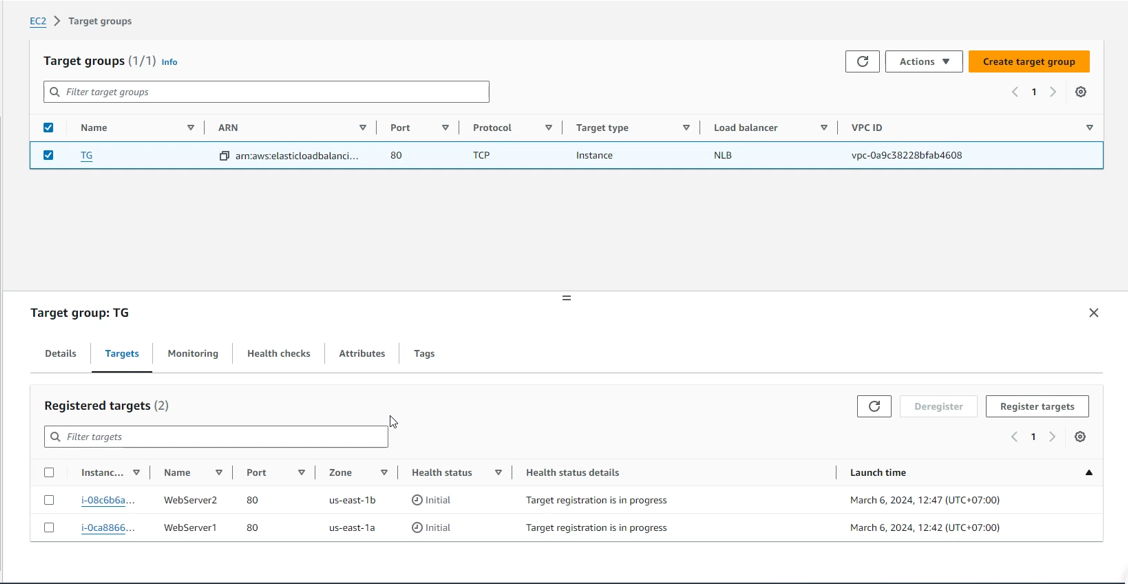 EC2 > Target groups
Target groups (1/1) Info
Actions ▼ Create target group
Filter target groups
< 1 >
Name ARN Port Protocol Target type Load balancer VPC ID
TG arn:aws:elasticloadbalanci... 80 TCP Instance NLB vpc-0a9c38228bfab4608
=
Target group: TG
Details Targets Monitoring Health checks Attributes Tags
Registered targets (2)
Deregister Register targets
Filter targets
< 1 >
Instanc... Name Port Zone Health status Health status details Launch time
i-08c6b6a... WebServer2 80 us-east-1b Initial Target registration is in progress March 6, 2024, 12:47 (UTC+07:00)
i-0ca8866... WebServer1 80 us-east-1a Initial Target registration is in progress March 6, 2024, 12:42 (UTC+07:00)